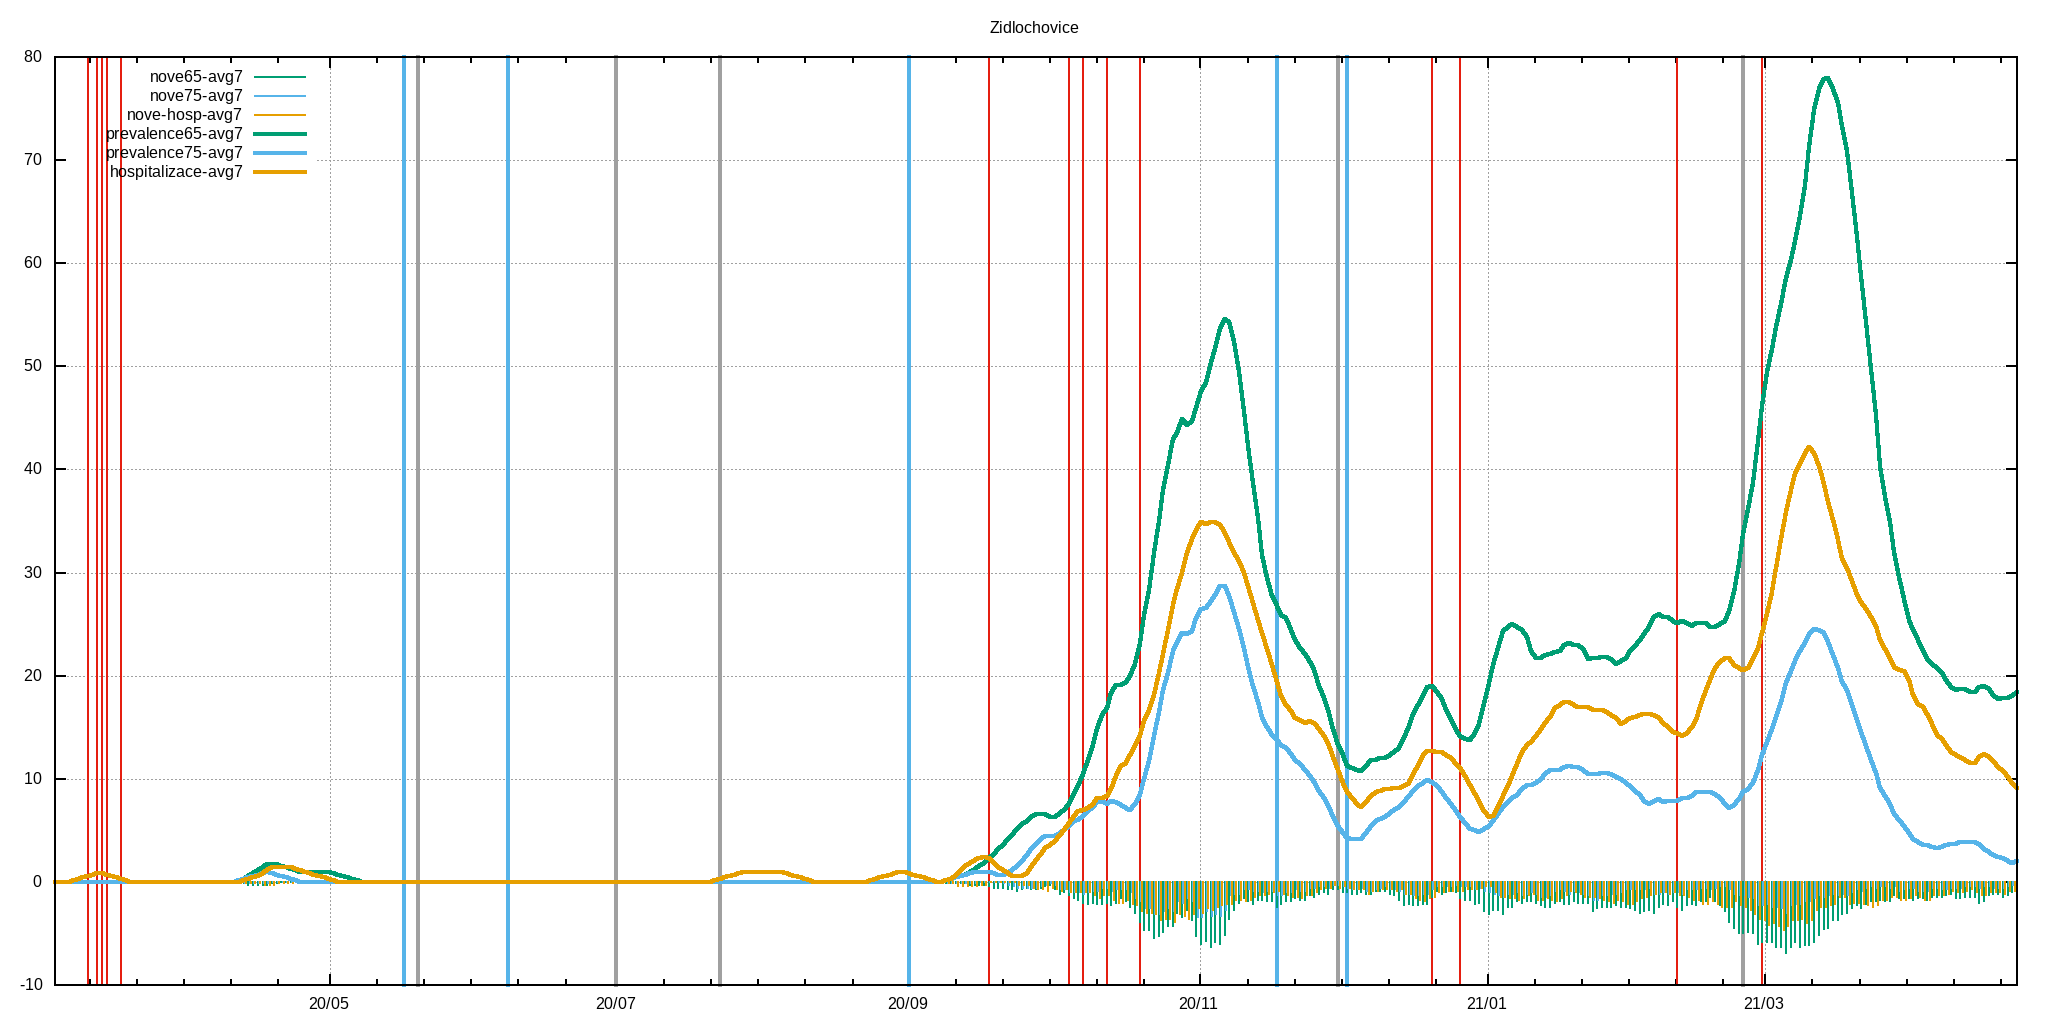 Zidlochovice
80
70
60
50
40
30
20
10
0
-10
nove65-avg7
nove75-avg7
nove-hosp-avg7
prevalence65-avg7
prevalence75-avg7
hospitalizace-avg7
20/05 20/07 20/09 20/11 21/01 21/03